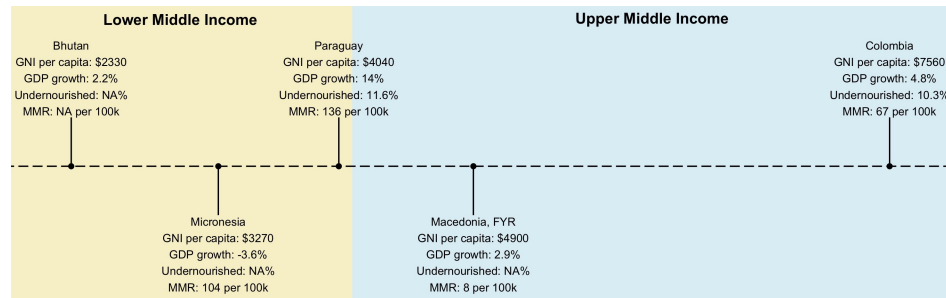 Lower Middle Income
Upper Middle Income
Bhutan
GNI per capita: $2330
GDP growth: 2.2%
Undernourished: NA%
MMR: NA per 100k
Paraguay
GNI per capita: $4040
GDP growth: 14%
Undernourished: 11.6%
MMR: 136 per 100k
Colombia
GNI per capita: $7560
GDP growth: 4.8%
Undernourished: 10.3%
MMR: 67 per 100k
Micronesia
GNI per capita: $3270
GDP growth: -3.6%
Undernourished: NA%
MMR: 104 per 100k
Macedonia, FYR
GNI per capita: $4900
GDP growth: 2.9%
Undernourished: NA%
MMR: 8 per 100k